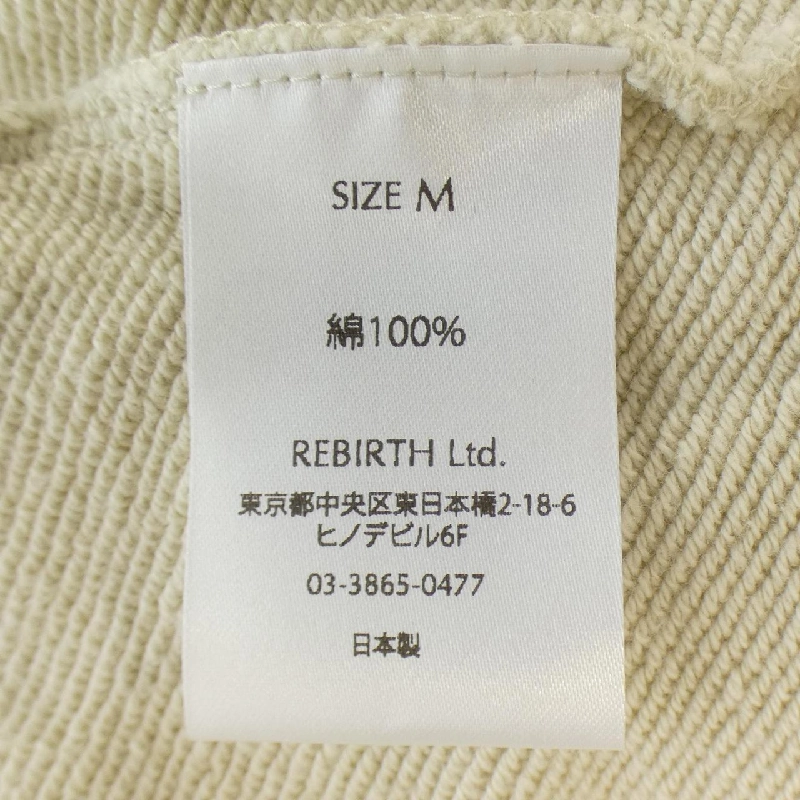 SIZE M
綿100%
REBIRTH Ltd.
東京都中央区東日本橋2-18-6
ヒノデビル6F
03-3865-0477
日本製